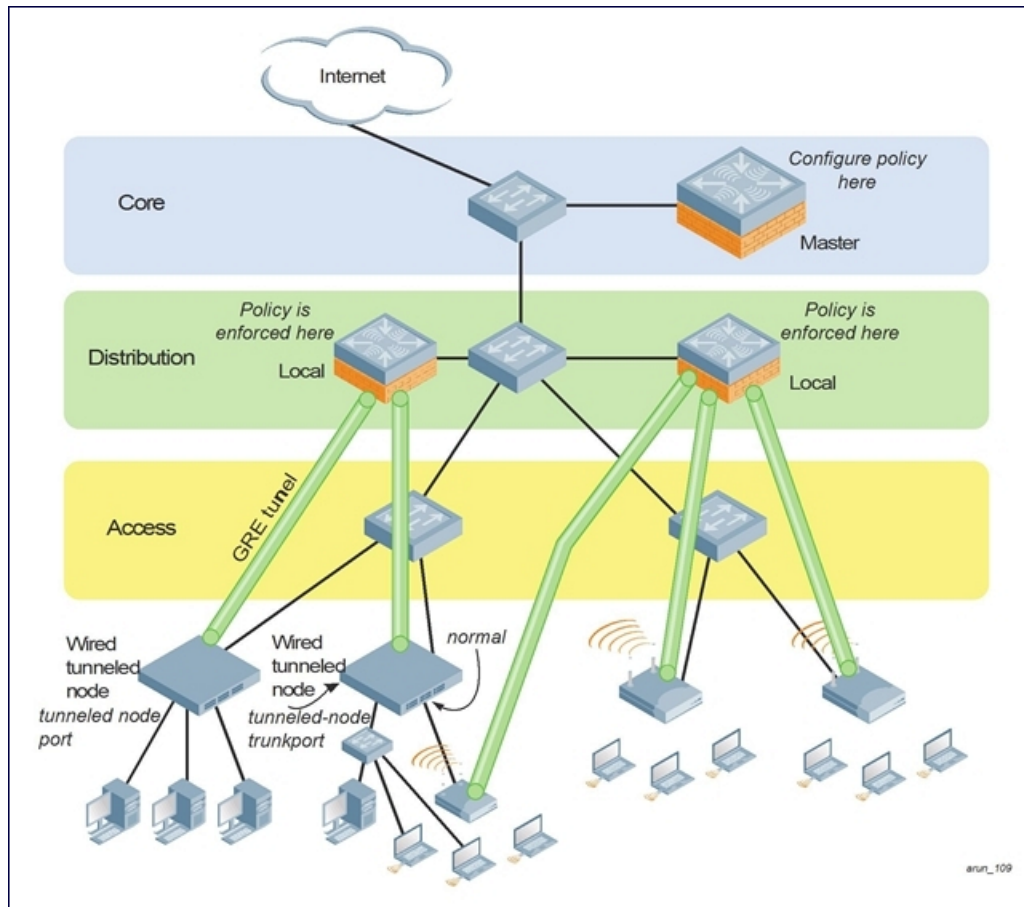 Internet
Core
Configure policy
here
Master
Policy is
enforced here
Policy is
enforced here
Distribution
Local
Local
Access
GRE tunnel
Wired
tunneled
node
tunneled node
port
Wired
tunneled
node
tunneled-node
trunkport
normal
arun_109